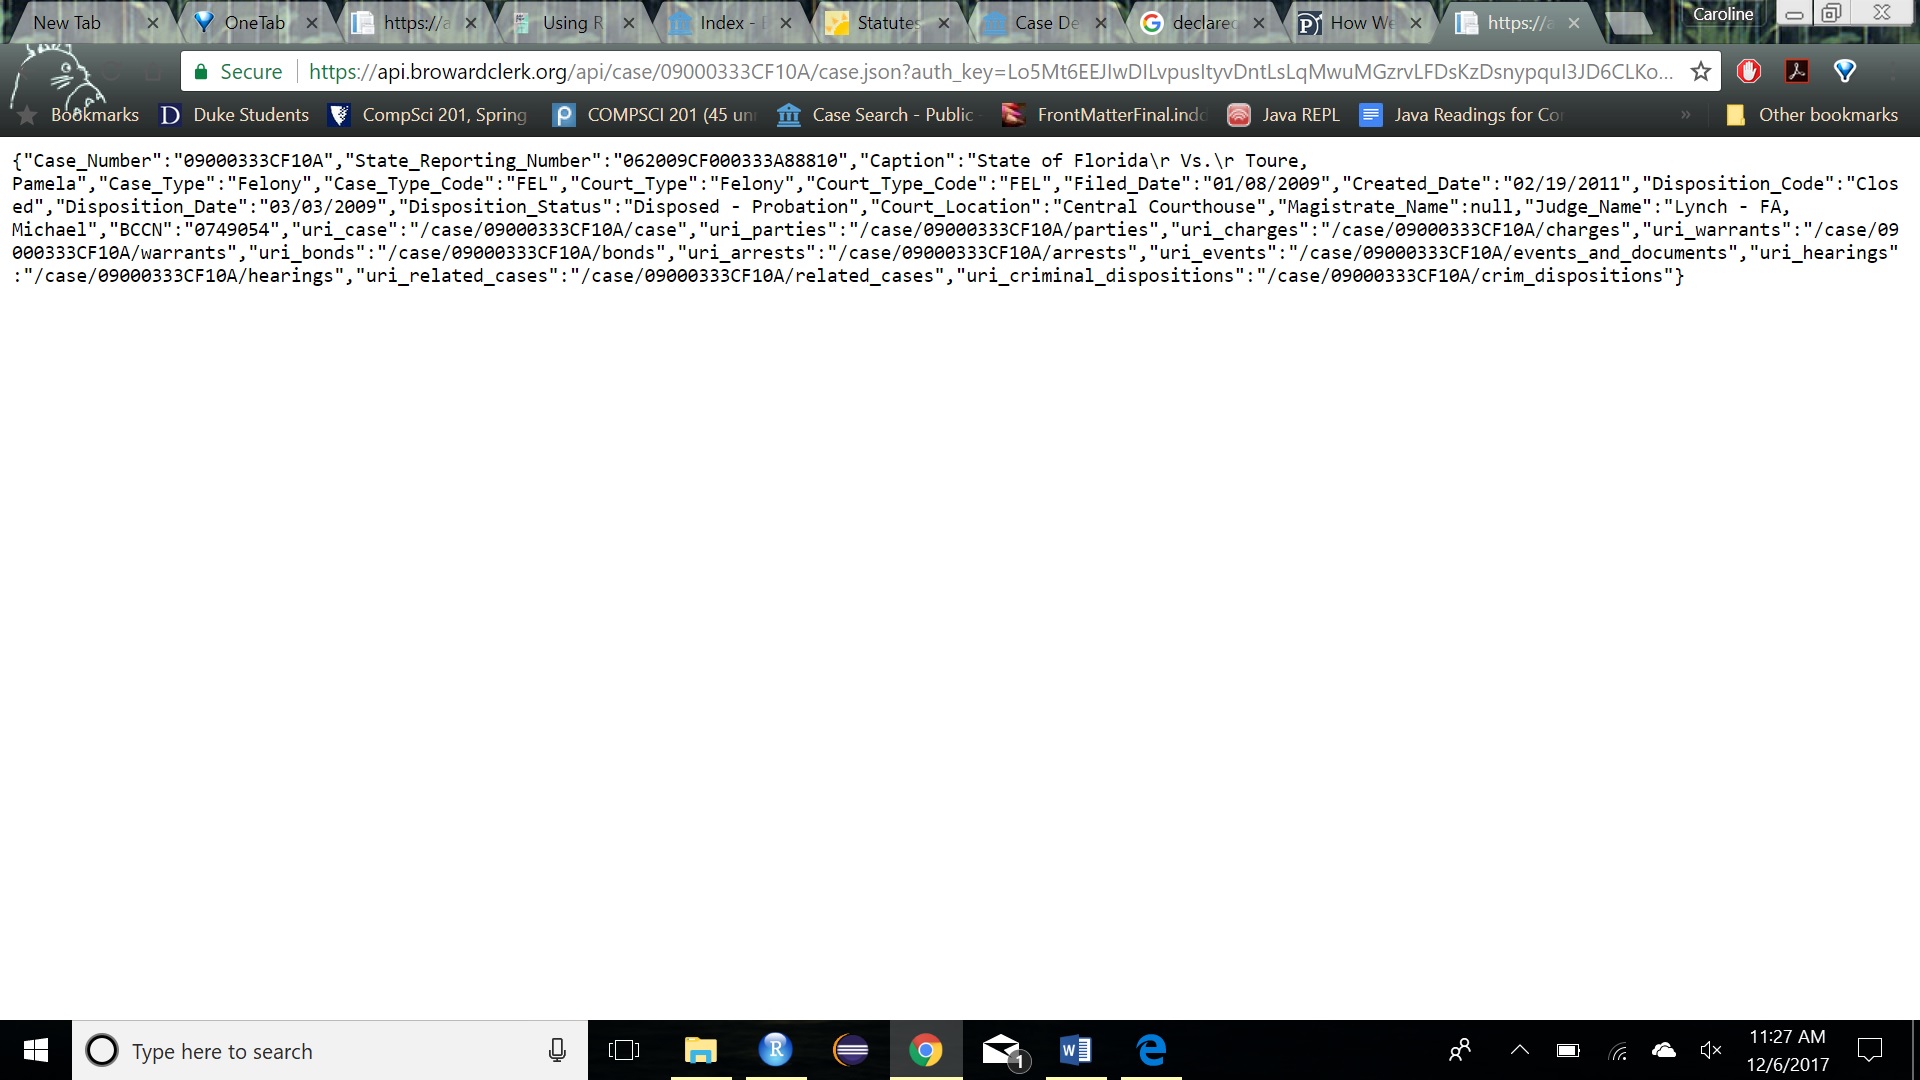 New Tab
OneTab
https://a
Using R
Index -
Statutes
Case De
declared
How We
https://a
Caroline
Secure
https://api.browardclerk.org/api/case/09000333CF10A/case.json?auth_key=
Bookmarks
Duke Students
CompSci 201, Spring
COMPSCI 201 (45 un
Case Search - Public
FrontMatterFinal.indd
Java REPL
Java Readings for Co
»
Other bookmarks
{"Case_Number":"09000333CF10A","State_Reporting_Number":"062009CF000333A88810","Caption":"State of Florida\r Vs.\r Toure,
Pamela","Case_Type":"Felony","Case_Type_Code":"FEL","Court_Type":"Felony","Court_Type_Code":"FEL","Filed_Date":"01/08/2009","Created_Date":"02/19/2011","Disposition_Code":"Clos
ed","Disposition_Date":"03/03/2009","Disposition_Status":"Disposed - Probation","Court_Location":"Central Courthouse","Magistrate_Name":null,"Judge_Name":"Lynch - FA,
Michael","BCCN":"0749054","uri_case":"/case/09000333CF10A/case","uri_parties":"/case/09000333CF10A/parties","uri_charges":"/case/09000333CF10A/charges","uri_warrants":"/case/09
000333CF10A/warrants","uri_bonds":"/case/09000333CF10A/bonds","uri_arrests":"/case/09000333CF10A/arrests","uri_events":"/case/09000333CF10A/events_and_documents","uri_hearings"
:"/case/09000333CF10A/hearings","uri_related_cases":"/case/09000333CF10A/related_cases","uri_criminal_dispositions":"/case/09000333CF10A/crim_dispositions"}
Type here to search
1
11:27 AM
12/6/2017